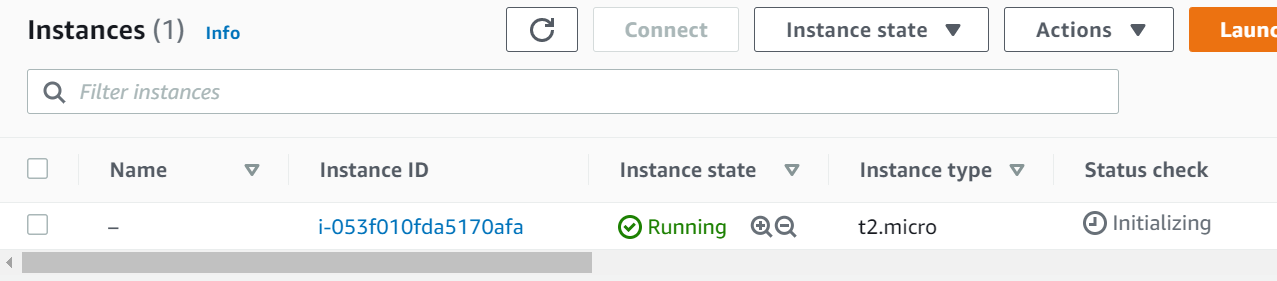 Instances (1) Info Connect Instance state Actions Launc
Filter instances
Name Instance ID Instance state Instance type Status check
– i-053f010fda5170afa Running t2.micro Initializing